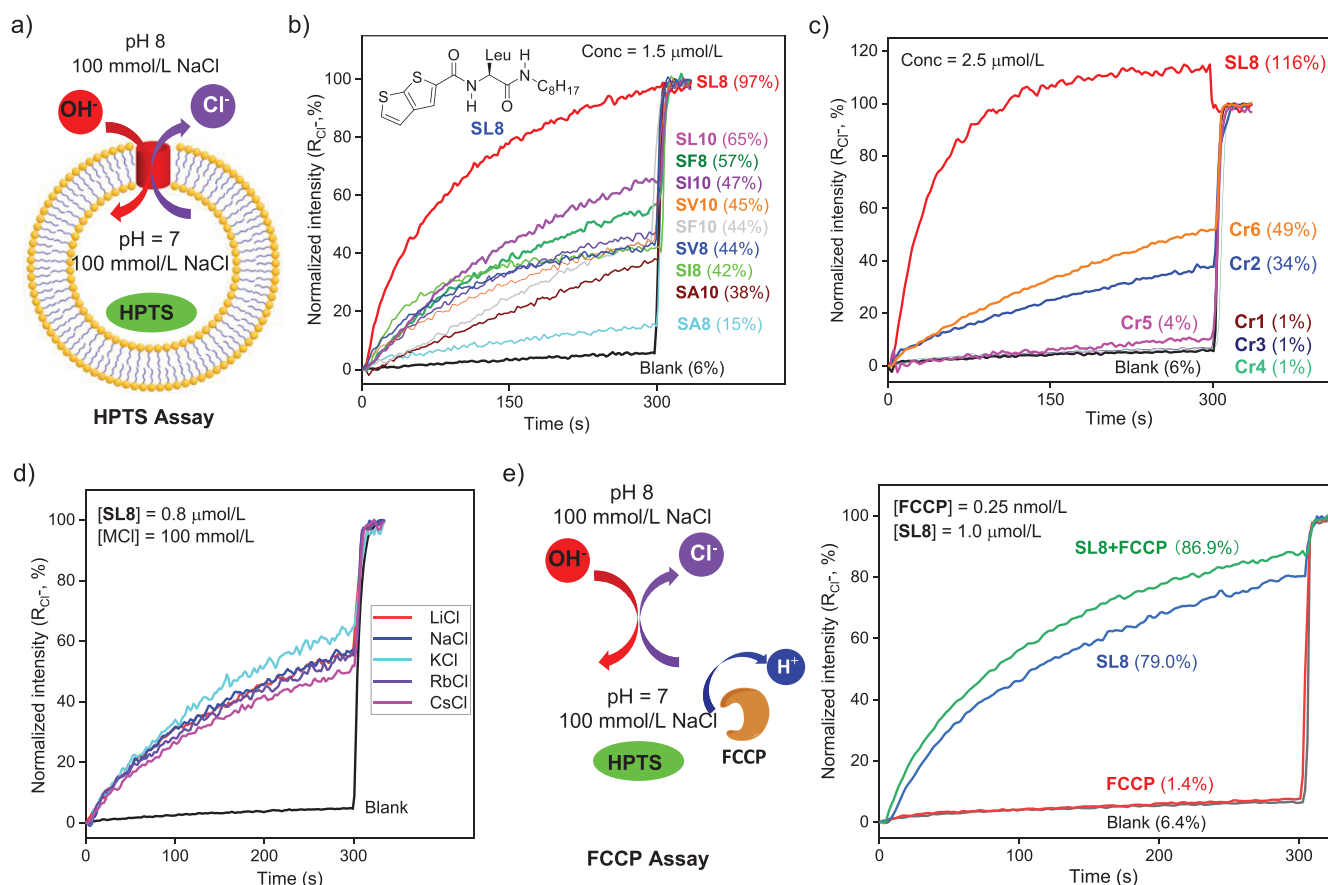 a)
pH 8
100 mmol/L NaCl
OH-
Cl-
pH = 7
100 mmol/L NaCl
HPTS
HPTS Assay
b)
Normalized intensity (RCl-, %)
100
80
60
40
20
0
0
150
300
Time (s)
Conc = 1.5 μmol/L
S
S
O
N
H
Leu
O
H
N
C8H17
SL8
SL8 (97%)
SL10 (65%)
SF8 (57%)
SI10 (47%)
SV10 (45%)
SF10 (44%)
SV8 (44%)
SI8 (42%)
SA10 (38%)
SA8 (15%)
Blank (6%)
c)
Normalized intensity (RCl-, %)
120
100
80
60
40
20
0
0
150
300
Time (s)
Conc = 2.5 μmol/L
SL8 (116%)
Cr6 (49%)
Cr2 (34%)
Cr5 (4%)
Cr1 (1%)
Cr3 (1%)
Cr4 (1%)
Blank (6%)
d)
Normalized intensity (RCl-, %)
100
80
60
40
20
0
0
100
200
300
Time (s)
[SL8] = 0.8 μmol/L
[MCl] = 100 mmol/L
LiCl
NaCl
KCl
RbCl
CsCl
Blank
e)
pH 8
100 mmol/L NaCl
OH-
Cl-
H+
pH = 7
100 mmol/L NaCl
HPTS
FCCP
FCCP Assay
Normalized intensity (RCl-, %)
100
80
60
40
20
0
0
100
200
300
Time (s)
[FCCP] = 0.25 nmol/L
[SL8] = 1.0 μmol/L
SL8+FCCP (86.9%)
SL8
(79.0%)
FCCP (1.4%)
Blank (6.4%)